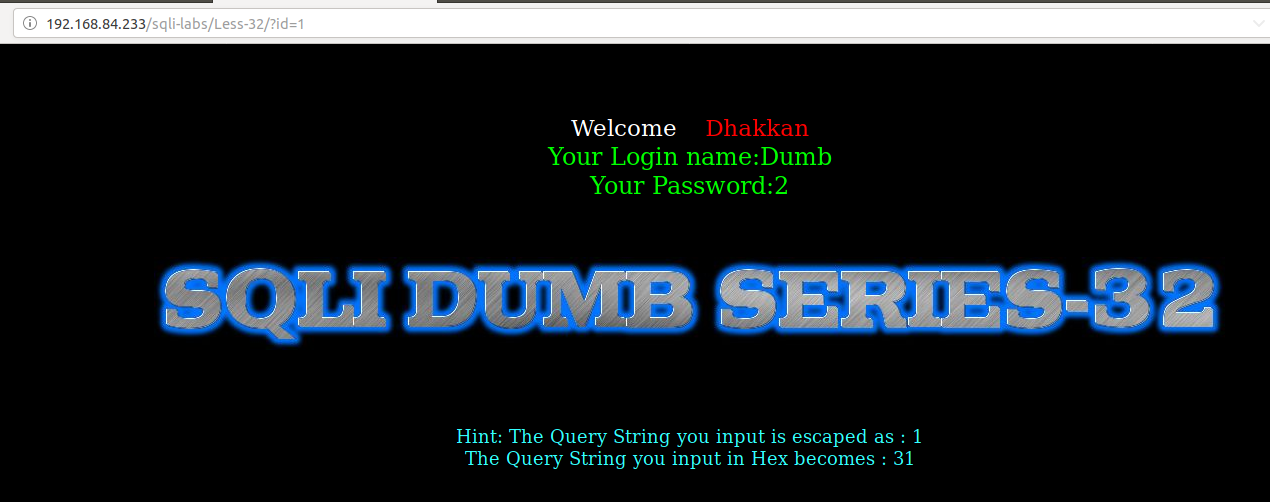 192.168.84.233/sqli-labs/Less-32/?id=1
Welcome Dhakkan
Your Login name:Dumb
Your Password:2
SQLI DUMB SERIES-32
Hint: The Query String you input is escaped as : 1
The Query String you input in Hex becomes : 31